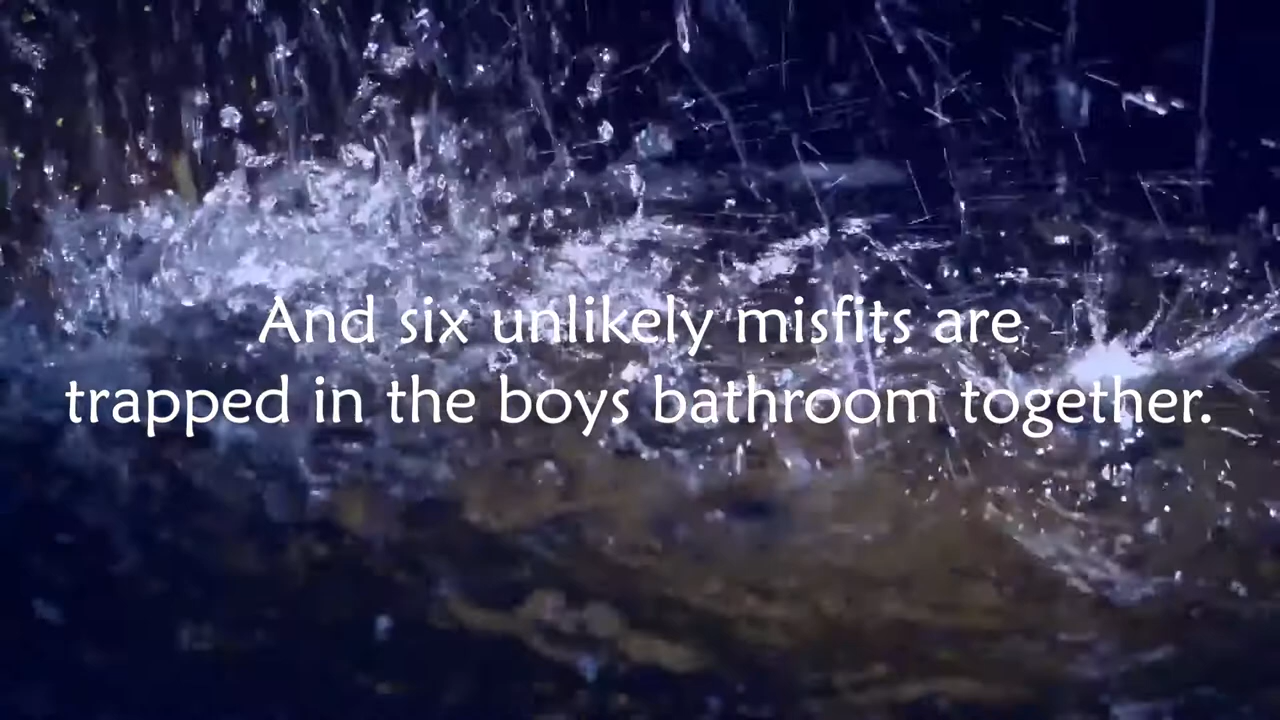 And six unlikely misfits are
trapped in the boys bathroom together.